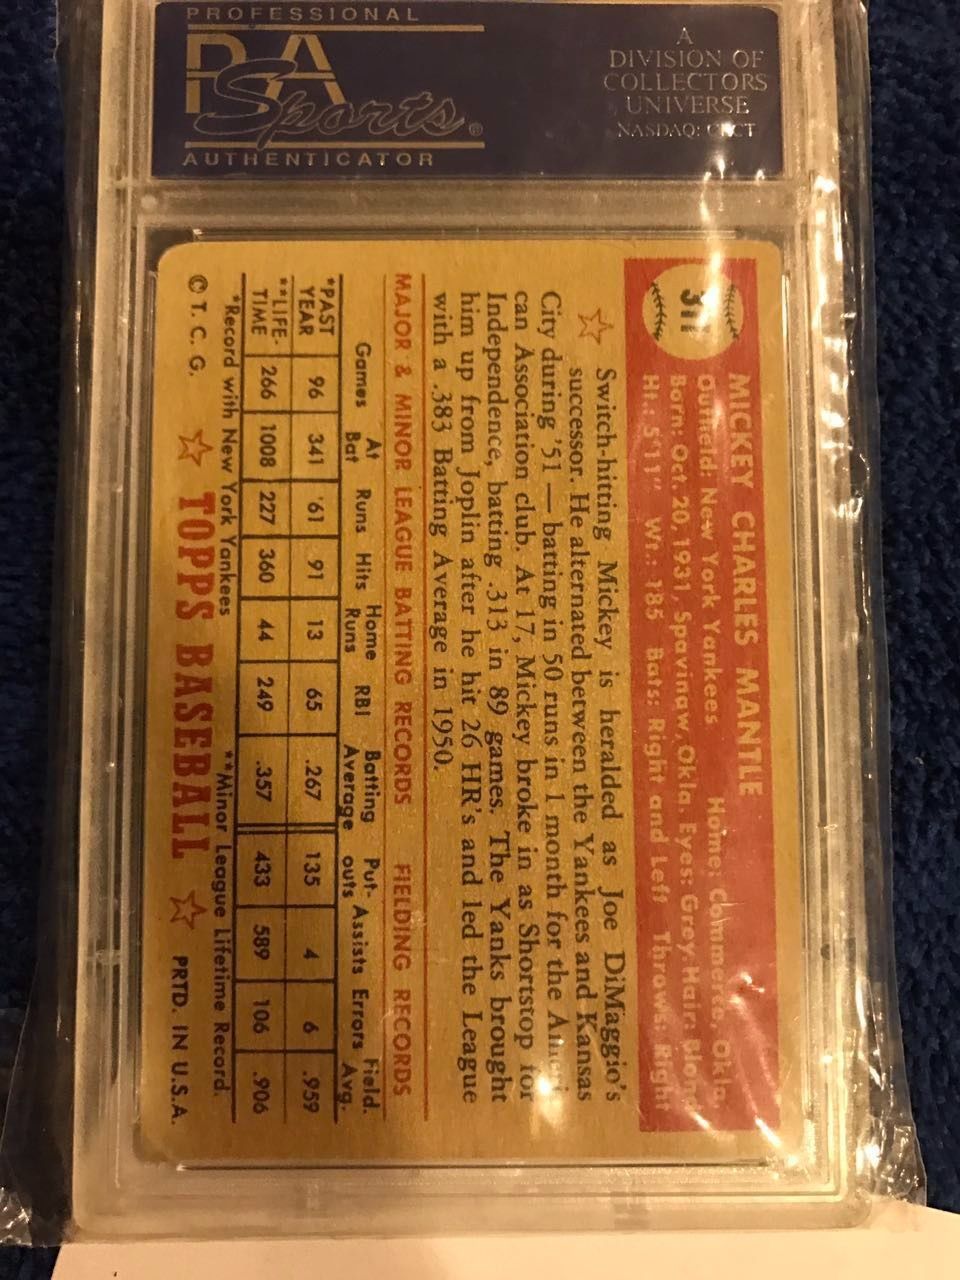 PROFESSIONAL
PSA
Sports®
AUTHENTICATOR
A
DIVISION OF
COLLECTORS
UNIVERSE
NASDAQ: CLCT
311
MICKEY CHARLES MANTLE
Outfield: New York Yankees Home: Commerce, Okla.
Born: Oct. 20, 1931, Spavinaw, Okla. Eyes: Grey Hair: Blond
Ht.: 5'11" Wt.: 185 Bats: Right and Left Throws: Right
☆ Switch-hitting Mickey is heralded as Joe DiMaggio's
successor. He alternated between the Yankees and Kansas
City during '51 — batting in 50 runs in 1 month for the Ameri-
can Association club. At 17, Mickey broke in as Shortstop for
Independence, batting .313 in 89 games. The Yanks brought
him up from Joplin after he hit 26 HR's and led the League
with a .383 Batting Average in 1950.
MAJOR & MINOR LEAGUE BATTING RECORDS FIELDING RECORDS
Games At Bat Runs Hits Home Runs RBI Batting Average Put-outs Assists Errors Field. Avg.
*PAST YEAR 96 341 '61 91 13 65 .267 135 4 6 .959
**LIFE-TIME 266 1008 227 360 44 249 .357 433 589 106 .906
*Record with New York Yankees **Minor League Lifetime Record.
© T. C. G. ☆ TOPPS BASEBALL ☆ PRTD. IN U.S.A.